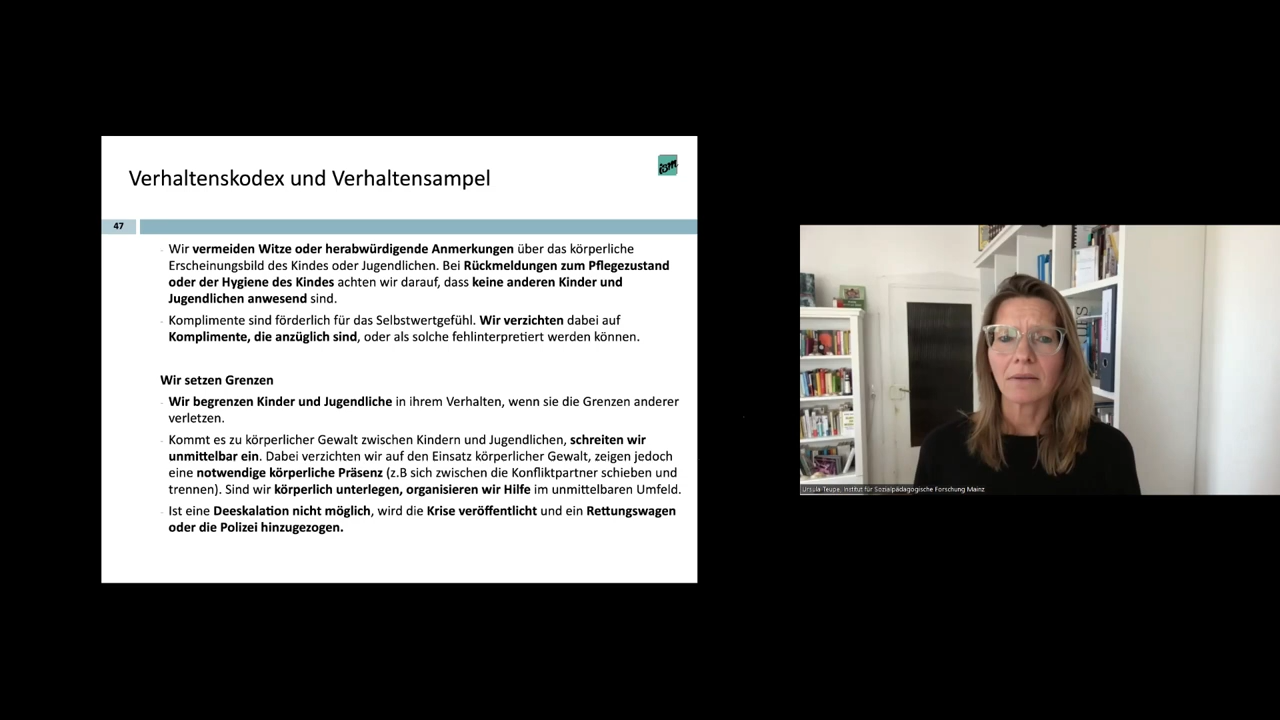 Verhaltenskodex und Verhaltensampel
ism
47
- Wir vermeiden Witze oder herabwürdigende Anmerkungen über das körperliche
Erscheinungsbild des Kindes oder Jugendlichen. Bei Rückmeldungen zum Pflegezustand
oder der Hygiene des Kindes achten wir darauf, dass keine anderen Kinder und
Jugendlichen anwesend sind.
- Komplimente sind förderlich für das Selbstwertgefühl. Wir verzichten dabei auf
Komplimente, die anzüglich sind, oder als solche fehlinterpretiert werden können.
Wir setzen Grenzen
- Wir begrenzen Kinder und Jugendliche in ihrem Verhalten, wenn sie die Grenzen anderer
verletzen.
- Kommt es zu körperlicher Gewalt zwischen Kindern und Jugendlichen, schreiten wir
unmittelbar ein. Dabei verzichten wir auf den Einsatz körperlicher Gewalt, zeigen jedoch
eine notwendige körperliche Präsenz (z.B sich zwischen die Konfliktpartner schieben und
trennen). Sind wir körperlich unterlegen, organisieren wir Hilfe im unmittelbaren Umfeld.
- Ist eine Deeskalation nicht möglich, wird die Krise veröffentlicht und ein Rettungswagen
oder die Polizei hinzugezogen.
Ursula Teupe, Institut für Sozialpädagogische Forschung Mainz